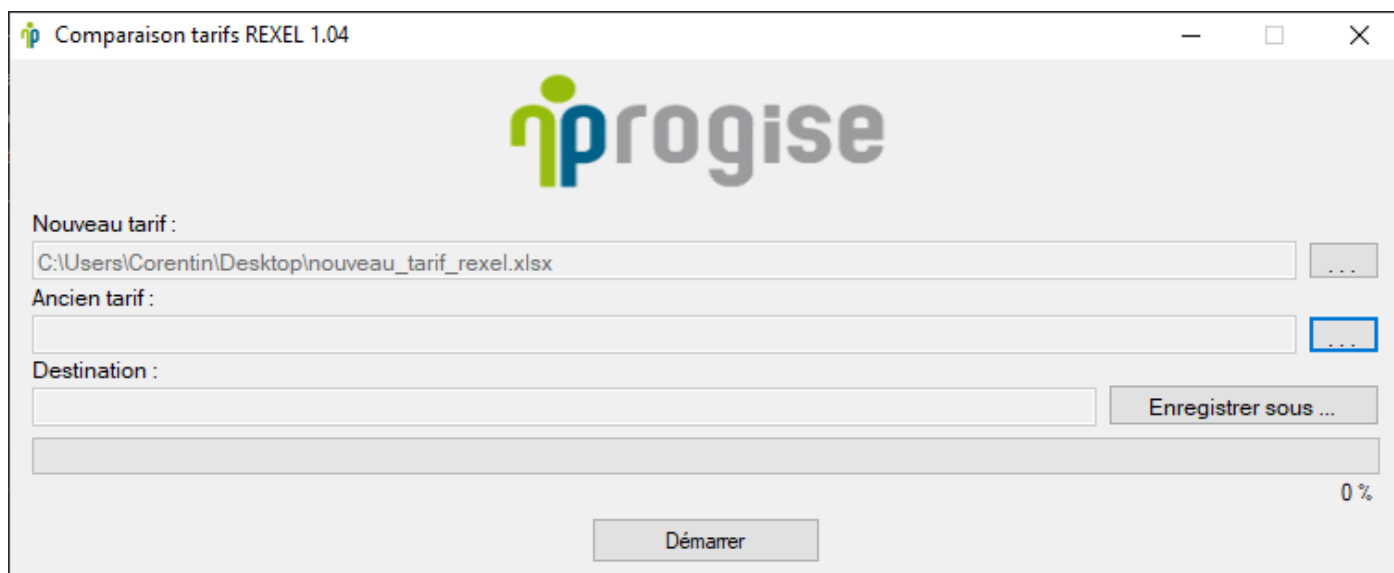 Comparaison tarifs REXEL 1.04
progise
Nouveau tarif :
C:\Users\Corentin\Desktop\nouveau_tarif_rexel.xlsx
...
Ancien tarif :
...
Destination :
Enregistrer sous ...
0 %
Démarrer